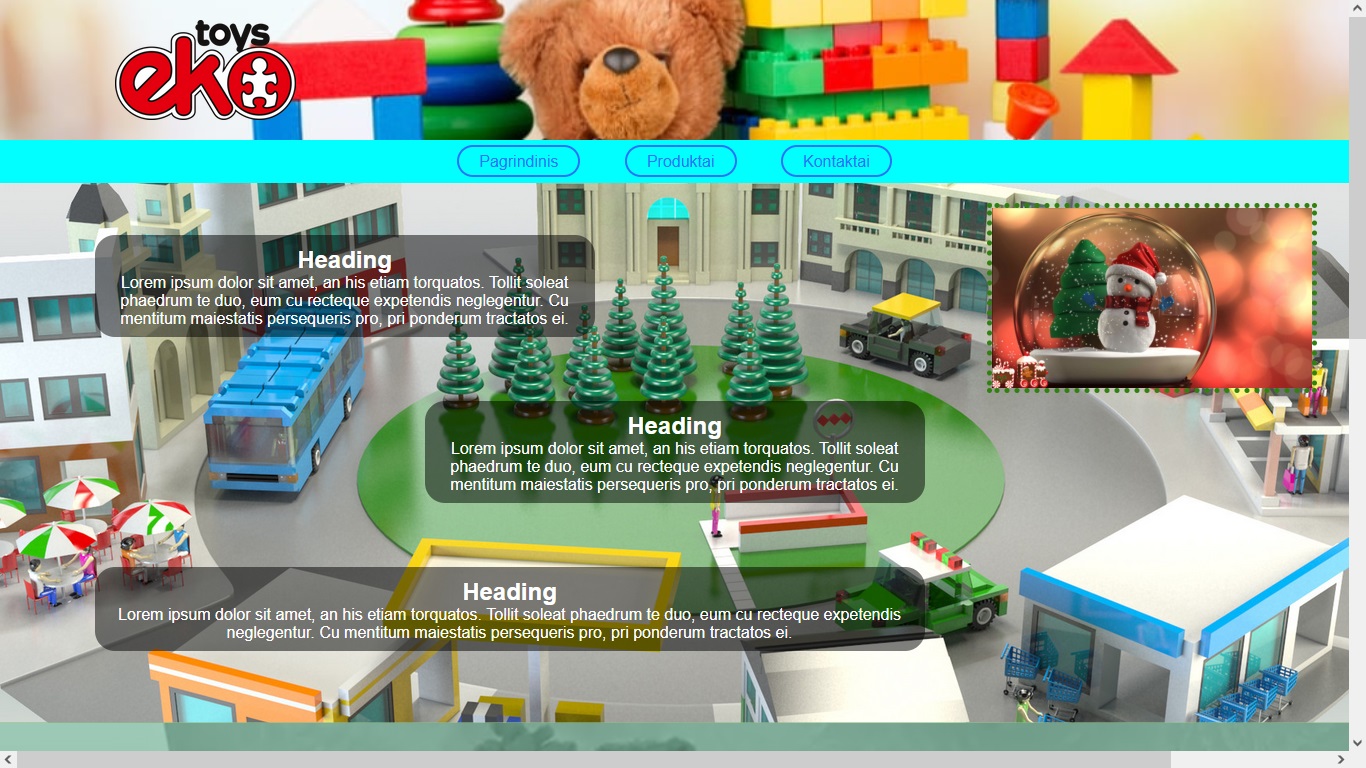 toys
eko
Pagrindinis Produktai Kontaktai
Heading
Lorem ipsum dolor sit amet, an his etiam torquatos. Tollit soleat
phaedrum te duo, eum cu recteque expetendis neglegentur. Cu
mentitum maiestatis persequeris pro, pri ponderum tractatos ei.
Heading
Lorem ipsum dolor sit amet, an his etiam torquatos. Tollit soleat
phaedrum te duo, eum cu recteque expetendis neglegentur. Cu
mentitum maiestatis persequeris pro, pri ponderum tractatos ei.
Heading
Lorem ipsum dolor sit amet, an his etiam torquatos. Tollit soleat phaedrum te duo, eum cu recteque expetendis
neglegentur. Cu mentitum maiestatis persequeris pro, pri ponderum tractatos ei.